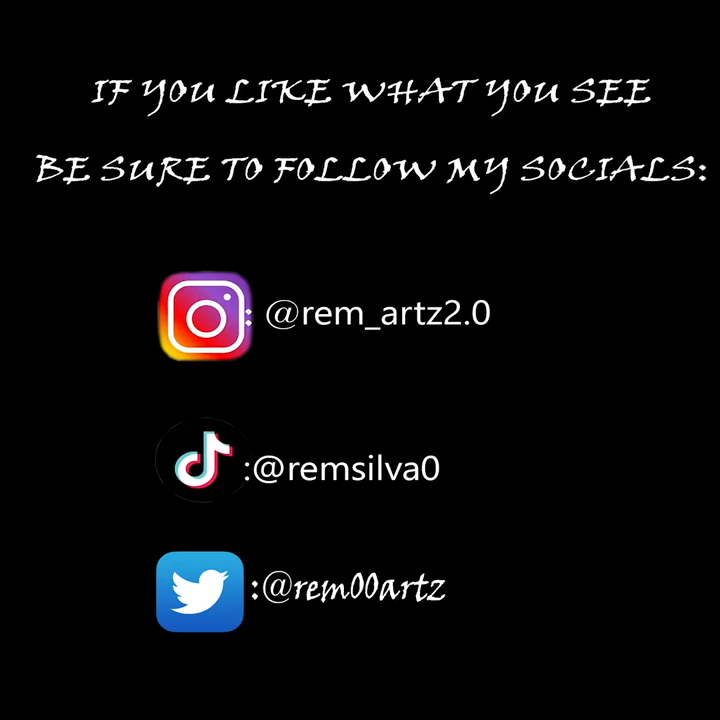 IF YOU LIKE WHAT YOU SEE
BE SURE TO FOLLOW MY SOCIALS:
: @rem_artz2.0
:@remsilva0
:@rem00artz